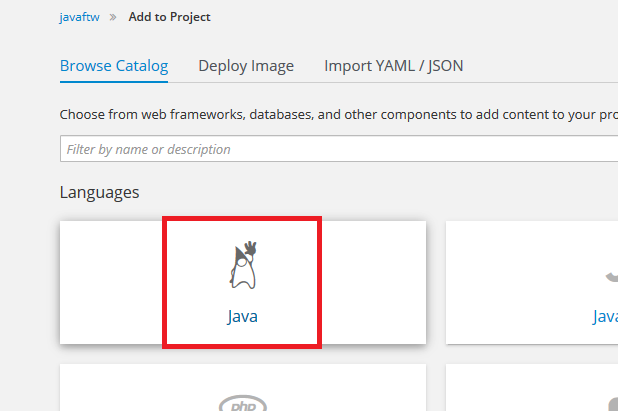 javaftw » Add to Project
Browse Catalog Deploy Image Import YAML / JSON
Choose from web frameworks, databases, and other components to add content to your pro
Filter by name or description
Languages
Java
Java
php